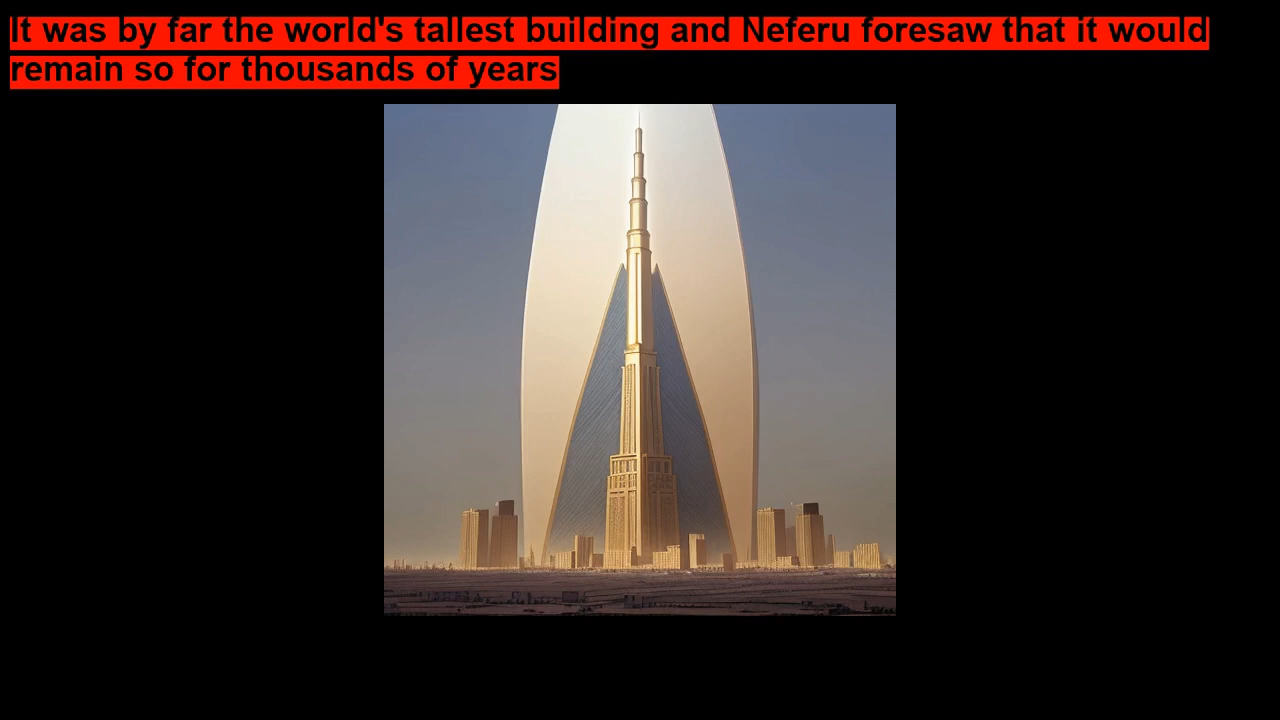 It was by far the world's tallest building and Neferu foresaw that it would
remain so for thousands of years